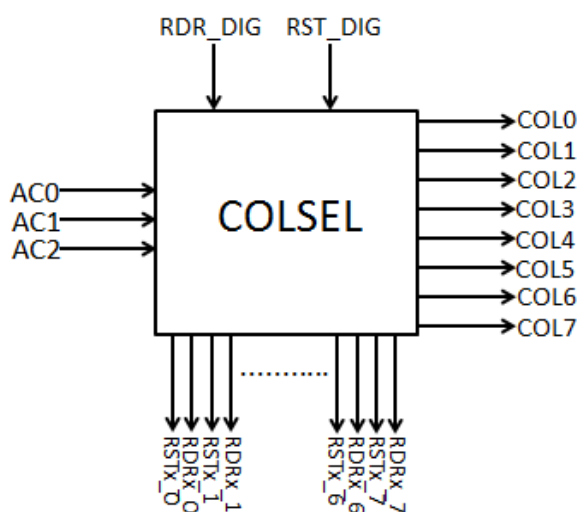 RDR_DIG RST_DIG
COL0
COL1
COL2
COL3
COL4
COL5
COL6
COL7
AC0
AC1
AC2
COLSEL
...........
RSTx_0
RDRx_0
RSTx_1
RDRx_1
RSTx_6
RDRx_6
RSTx_7
RDRx_7